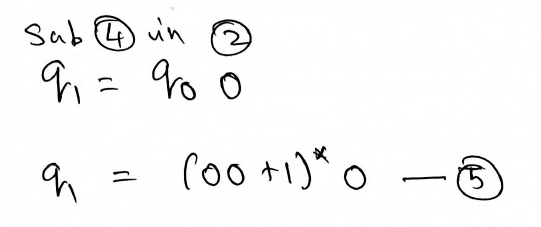 Sub ④ in ②
q₁ = q₀ 0
q₁ = (00+1)* 0 — ⑤